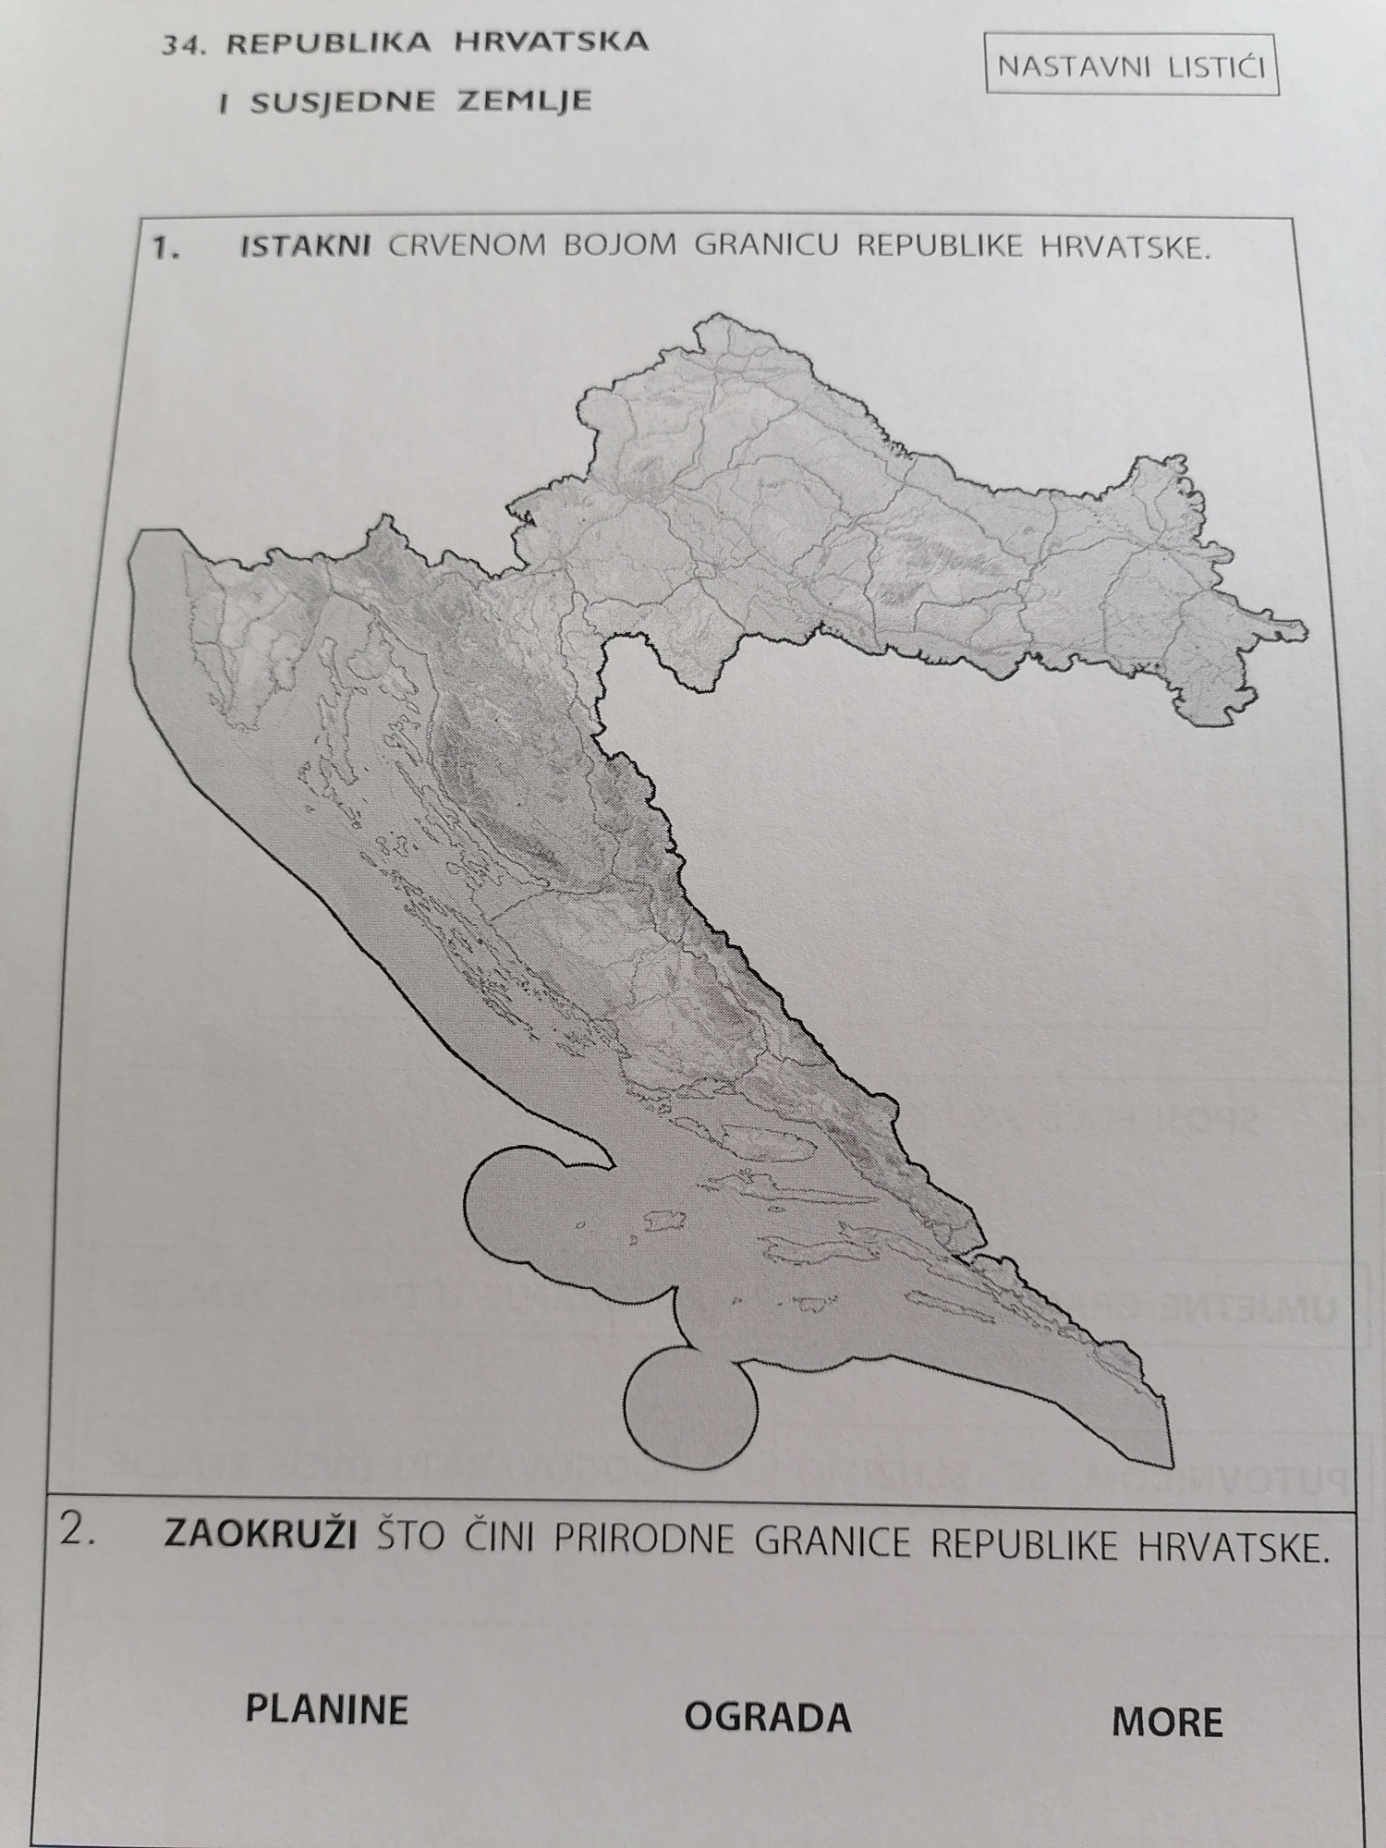 34. REPUBLIKA HRVATSKA
I SUSJEDNE ZEMLJE
NASTAVNI LISTIĆI
1. ISTAKNI CRVENOM BOJOM GRANICU REPUBLIKE HRVATSKE.
2. ZAOKRUŽI ŠTO ČINI PRIRODNE GRANICE REPUBLIKE HRVATSKE.
PLANINE OGRADA MORE